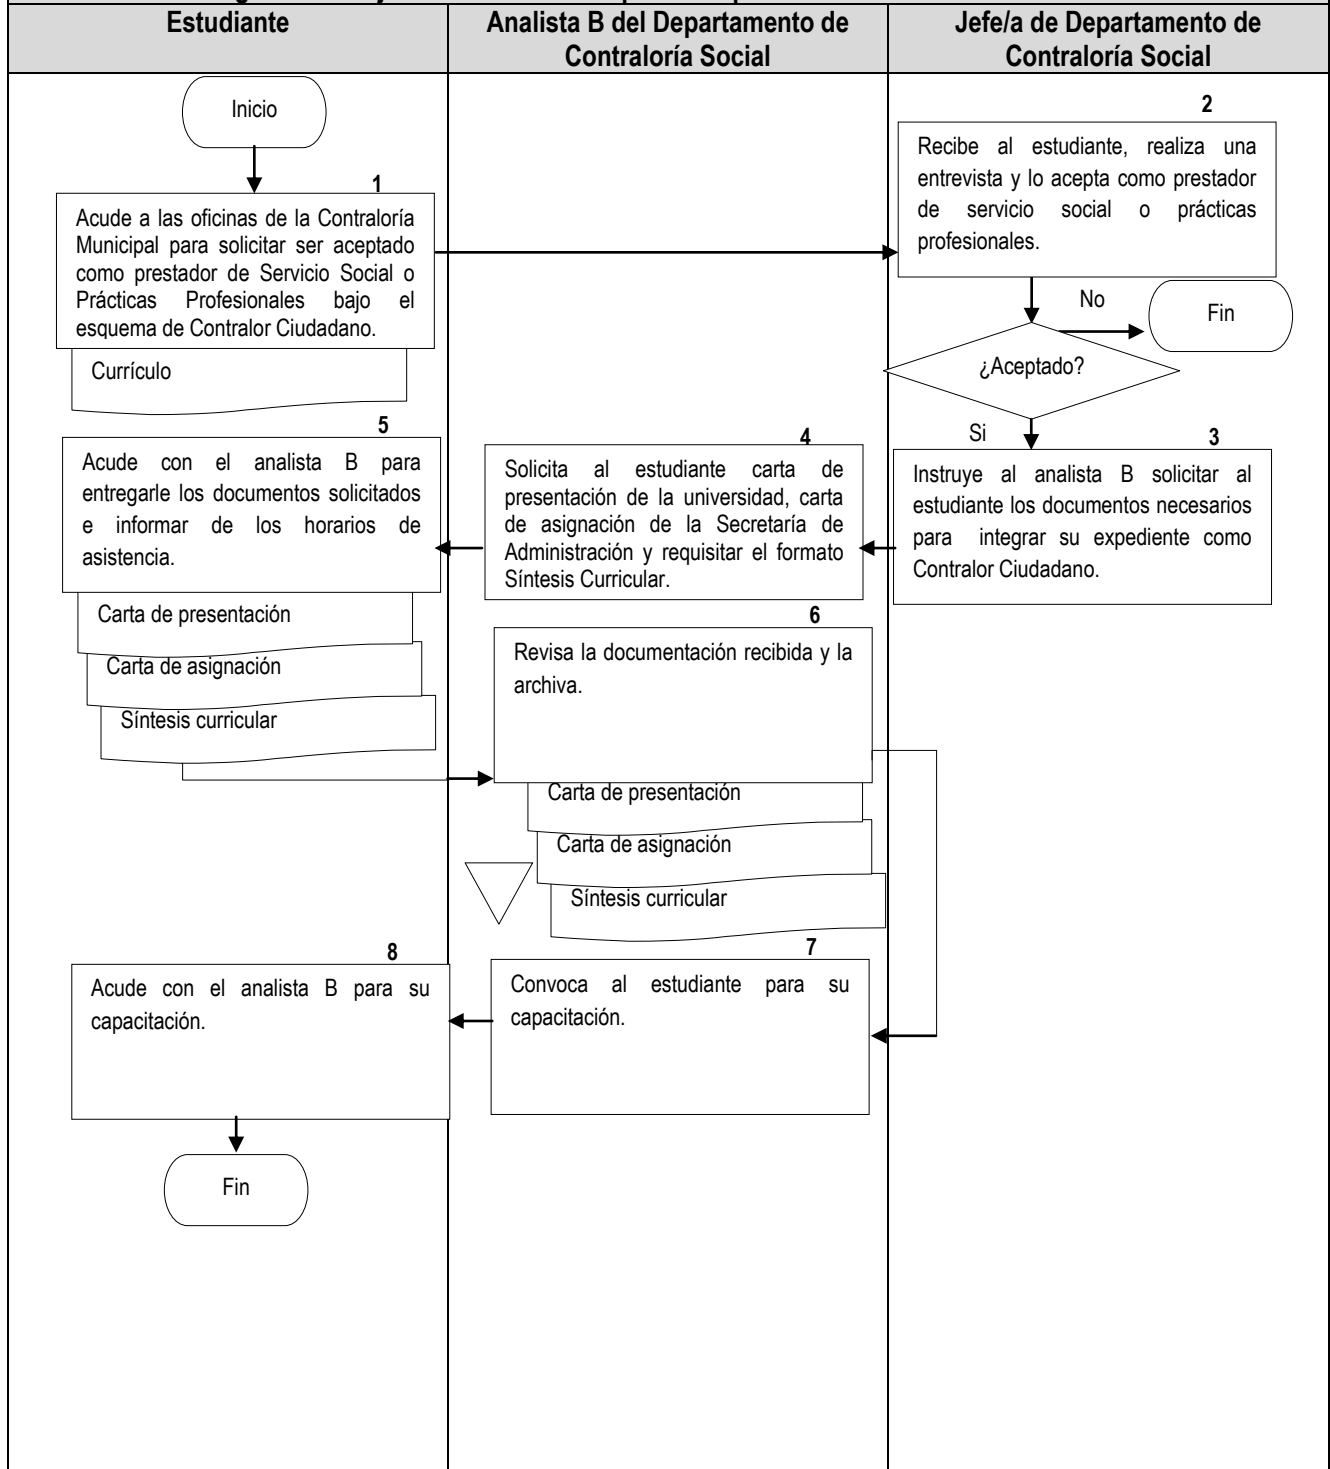 Estudiante
Analista B del Departamento de
Contraloría Social
Jefe/a de Departamento de
Contraloría Social
Inicio
1
Acude a las oficinas de la Contraloría
Municipal para solicitar ser aceptado
como prestador de Servicio Social o
Prácticas Profesionales bajo el
esquema de Contralor Ciudadano.
Currículo
2
Recibe al estudiante, realiza una
entrevista y lo acepta como prestador
de servicio social o prácticas
profesionales.
No
Fin
¿Aceptado?
Si
3
Instruye al analista B solicitar al
estudiante los documentos necesarios
para integrar su expediente como
Contralor Ciudadano.
4
Solicita al estudiante carta de
presentación de la universidad, carta
de asignación de la Secretaría de
Administración y requisitar el formato
Síntesis Curricular.
5
Acude con el analista B para
entregarle los documentos solicitados
e informar de los horarios de
asistencia.
Carta de presentación
Carta de asignación
Síntesis curricular
6
Revisa la documentación recibida y la
archiva.
Carta de presentación
Carta de asignación
Síntesis curricular
7
Convoca al estudiante para su
capacitación.
8
Acude con el analista B para su
capacitación.
Fin